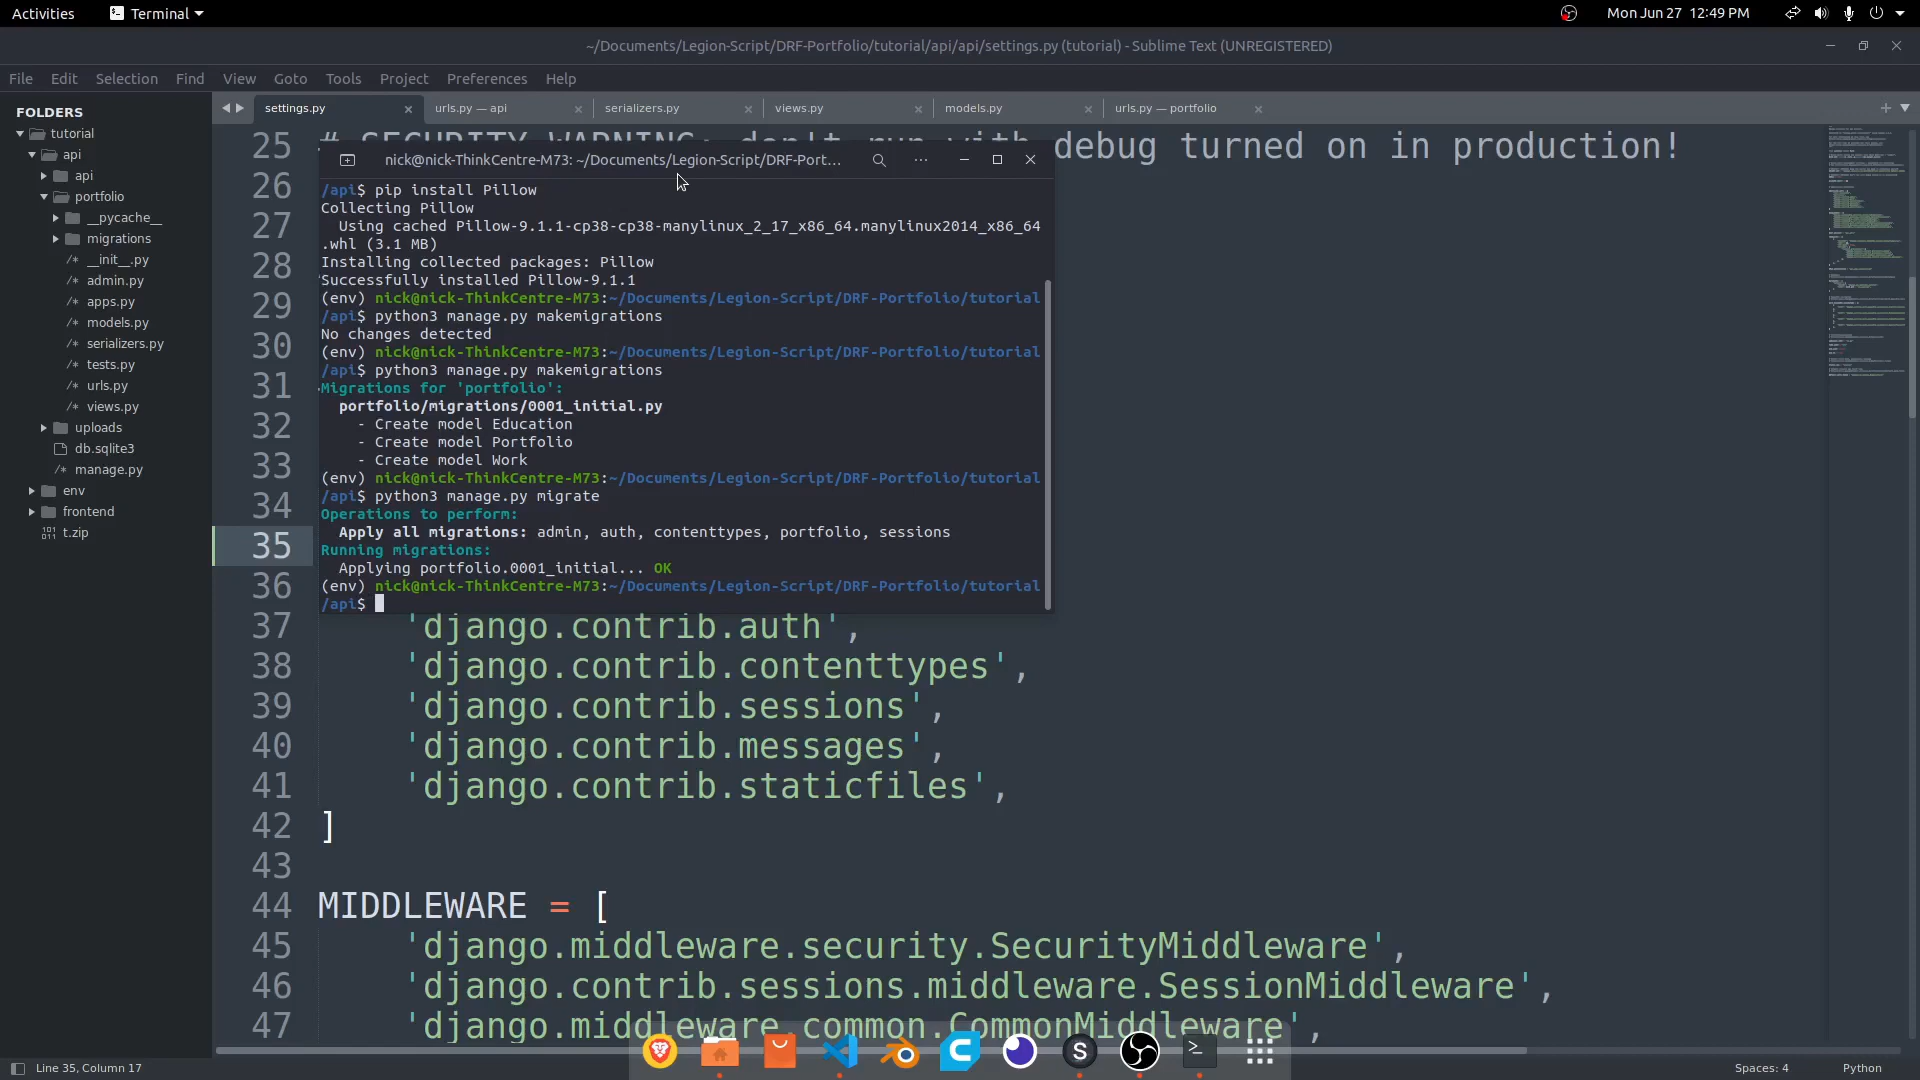 Activities
Terminal
Mon Jun 27 12:49 PM
~/Documents/Legion-Script/DRF-Portfolio/tutorial/api/api/settings.py (tutorial) - Sublime Text (UNREGISTERED)
File Edit Selection Find View Goto Tools Project Preferences Help
FOLDERS
tutorial
api
api
portfolio
__pycache__
migrations
/* __init__.py
/* admin.py
/* apps.py
/* models.py
/* serializers.py
/* tests.py
/* urls.py
/* views.py
uploads
db.sqlite3
/* manage.py
env
frontend
t.zip
settings.py
urls.py — api
serializers.py
views.py
models.py
urls.py — portfolio
25 # SECURITY WARNING: don't run with debug turned on in production!
26
27
28
29
30
31
32
33
34
35
36
nick@nick-ThinkCentre-M73: ~/Documents/Legion-Script/DRF-Port...
/api$ pip install Pillow
Collecting Pillow
Using cached Pillow-9.1.1-cp38-cp38-manylinux_2_17_x86_64.manylinux2014_x86_64
.whl (3.1 MB)
Installing collected packages: Pillow
Successfully installed Pillow-9.1.1
(env) nick@nick-ThinkCentre-M73:~/Documents/Legion-Script/DRF-Portfolio/tutorial
/api$ python3 manage.py makemigrations
No changes detected
(env) nick@nick-ThinkCentre-M73:~/Documents/Legion-Script/DRF-Portfolio/tutorial
/api$ python3 manage.py makemigrations
Migrations for 'portfolio':
portfolio/migrations/0001_initial.py
- Create model Education
- Create model Portfolio
- Create model Work
(env) nick@nick-ThinkCentre-M73:~/Documents/Legion-Script/DRF-Portfolio/tutorial
/api$ python3 manage.py migrate
Operations to perform:
Apply all migrations: admin, auth, contenttypes, portfolio, sessions
Running migrations:
Applying portfolio.0001_initial... OK
(env) nick@nick-ThinkCentre-M73:~/Documents/Legion-Script/DRF-Portfolio/tutorial
/api$
37 'django.contrib.auth',
38 'django.contrib.contenttypes',
39 'django.contrib.sessions',
40 'django.contrib.messages',
41 'django.contrib.staticfiles',
42 ]
43
44 MIDDLEWARE = [
45 'django.middleware.security.SecurityMiddleware',
46 'django.contrib.sessions.middleware.SessionMiddleware',
47 'django.middleware.common.CommonMiddleware',
Line 35, Column 17
Spaces: 4
Python